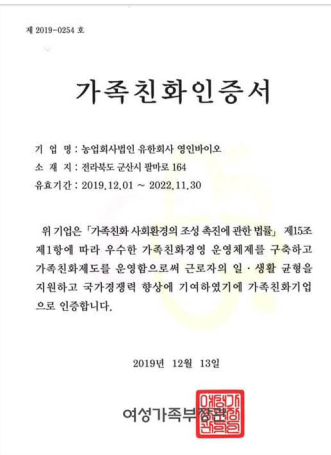 제 2019-0254 호
가족친화인증서
기 업 명 : 농업회사법인 유한회사 영인바이오
소 재 지 : 전라북도 군산시 팔마로 164
유효기간 : 2019.12.01 ~ 2022.11.30
위 기업은 「가족친화 사회환경의 조성 촉진에 관한 법률」 제15조
제1항에 따라 우수한 가족친화경영 운영체제를 구축하고
가족친화제도를 운영함으로써 근로자의 일 · 생활 균형을
지원하고 국가경쟁력 향상에 기여하였기에 가족친화기업
으로 인증합니다.
2019년 12월 13일
여성가족부장관